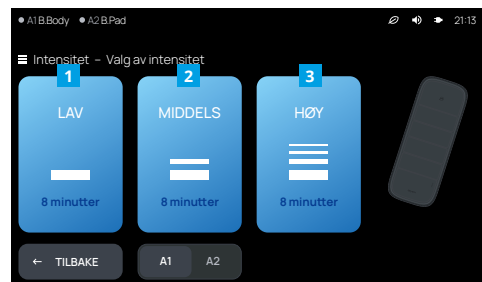 A1 B.Body A2 B.Pad 21:13
Intensitet – Valg av intensitet
1 2 3
LAV MIDDELS HØY
8 minutter 8 minutter 8 minutter
← TILBAKE A1 A2